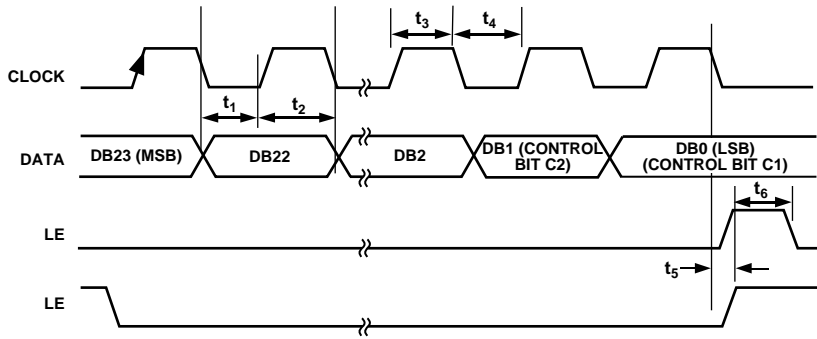 t3
t4
CLOCK
t1
t2
DATA
DB23 (MSB)
DB22
DB2
DB1 (CONTROL
BIT C2)
DB0 (LSB)
(CONTROL BIT C1)
t6
LE
t5
LE